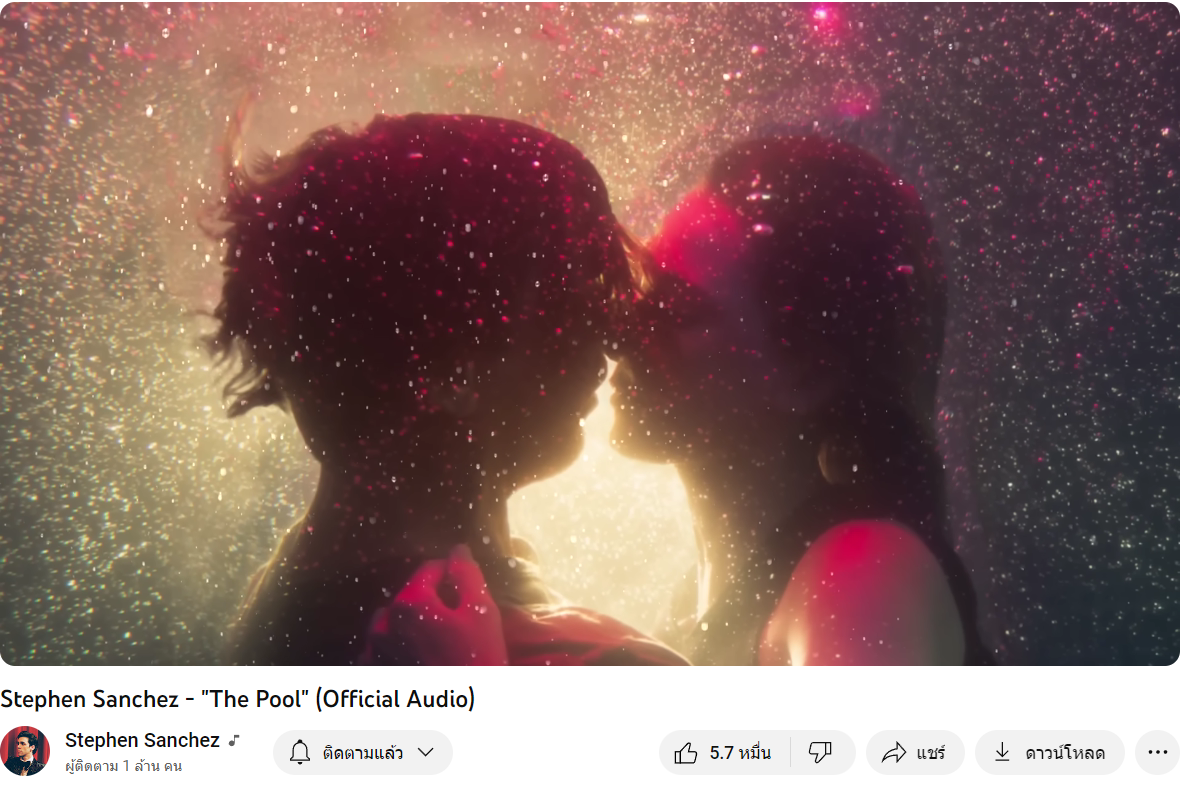 Stephen Sanchez - "The Pool" (Official Audio)
Stephen Sanchez
ผู้ติดตาม 1 ล้าน คน
ติดตามแล้ว
5.7 หมื่น
แชร์
ดาวน์โหลด